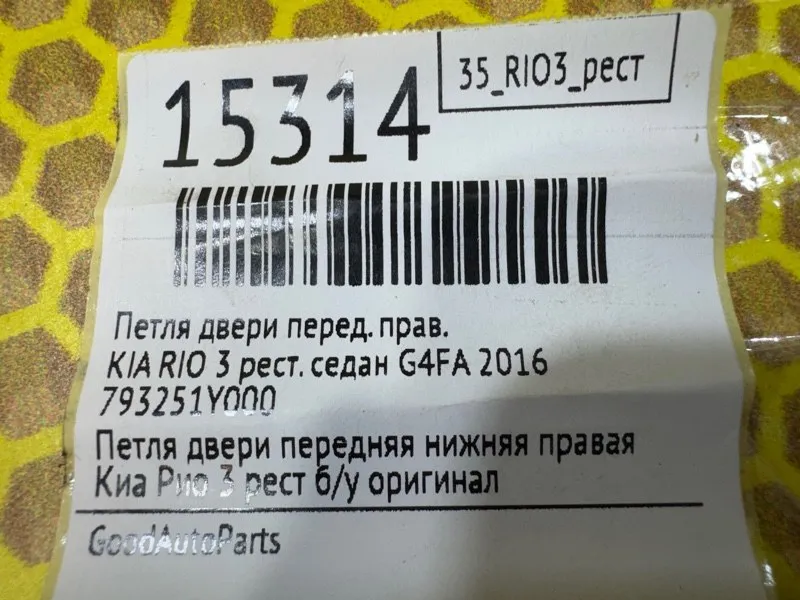 35_RIO3_рест
15314
Петля двери перед. прав.
KIA RIO 3 рест. седан G4FA 2016
793251Y000
Петля двери передняя нижняя правая
Киа Рио 3 рест б/у оригинал
GoodAutoParts